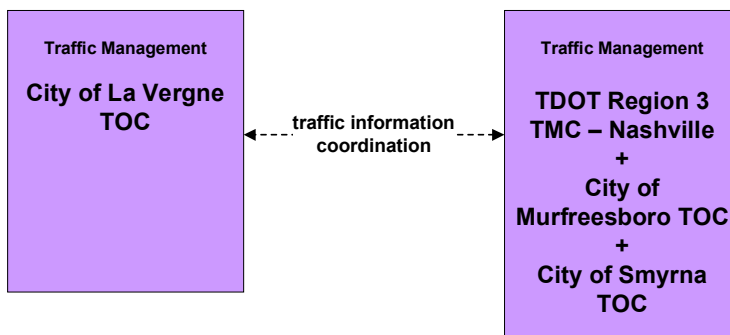 Traffic Management
City of La Vergne
TOC
traffic information
coordination
Traffic Management
TDOT Region 3
TMC – Nashville
+
City of
Murfreesboro TOC
+
City of Smyrna
TOC